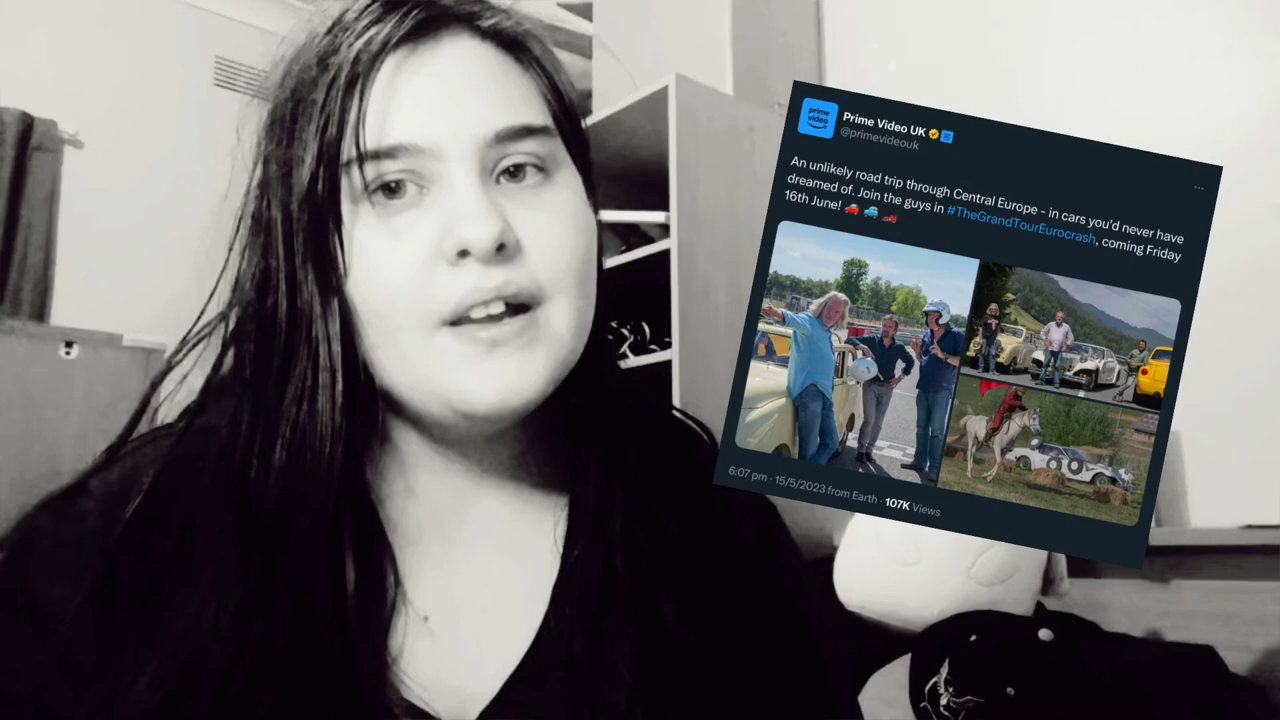 prime
video
Prime Video UK
@primevideouk
An unlikely road trip through Central Europe - in cars you'd never have
dreamed of. Join the guys in #TheGrandTourEurocrash, coming Friday
16th June! 🚗 🚙 🏎️
6:07 pm · 15/5/2023 from Earth · 107K Views